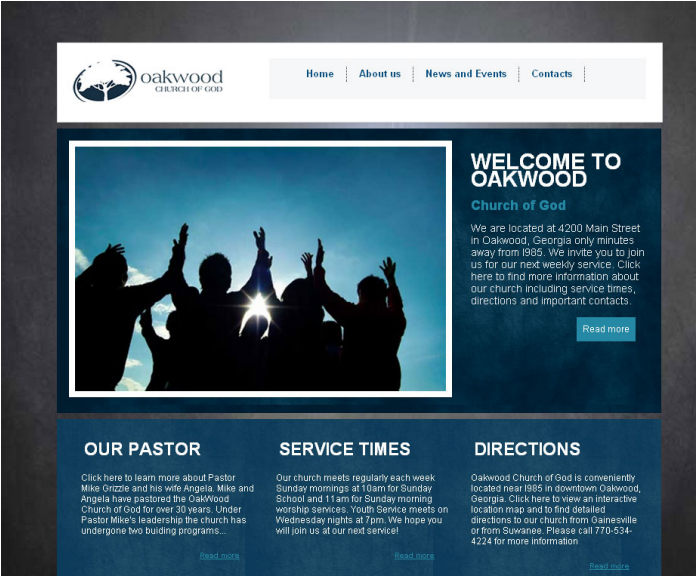 oakwood
CHURCH OF GOD
Home
About us
News and Events
Contacts
WELCOME TO
OAKWOOD
Church of God
We are located at 4200 Main Street
in Oakwood, Georgia only minutes
away from I985. We invite you to join
us for our next weekly service. Click
here to find more information about
our church including service times,
directions and important contacts.
Read more
OUR PASTOR
Click here to learn more about Pastor
Mike Grizzle and his wife Angela. Mike and
Angela have pastored the OakWood
Church of God for over 30 years. Under
Pastor Mike's leadership the church has
undergone two buiding programs...
Read more
SERVICE TIMES
Our church meets regularly each week
Sunday mornings at 10am for Sunday
School and 11am for Sunday morning
worship services. Youth Service meets on
Wednesday nights at 7pm. We hope you
will join us at our next service!
Read more
DIRECTIONS
Oakwood Church of God is conveniently
located near I985 in downtown Oakwood,
Georgia. Click here to view an interactive
location map and to find detailed
directions to our church from Gainesville
or from Suwanee. Please call 770-534-
4224 for more information
Read more